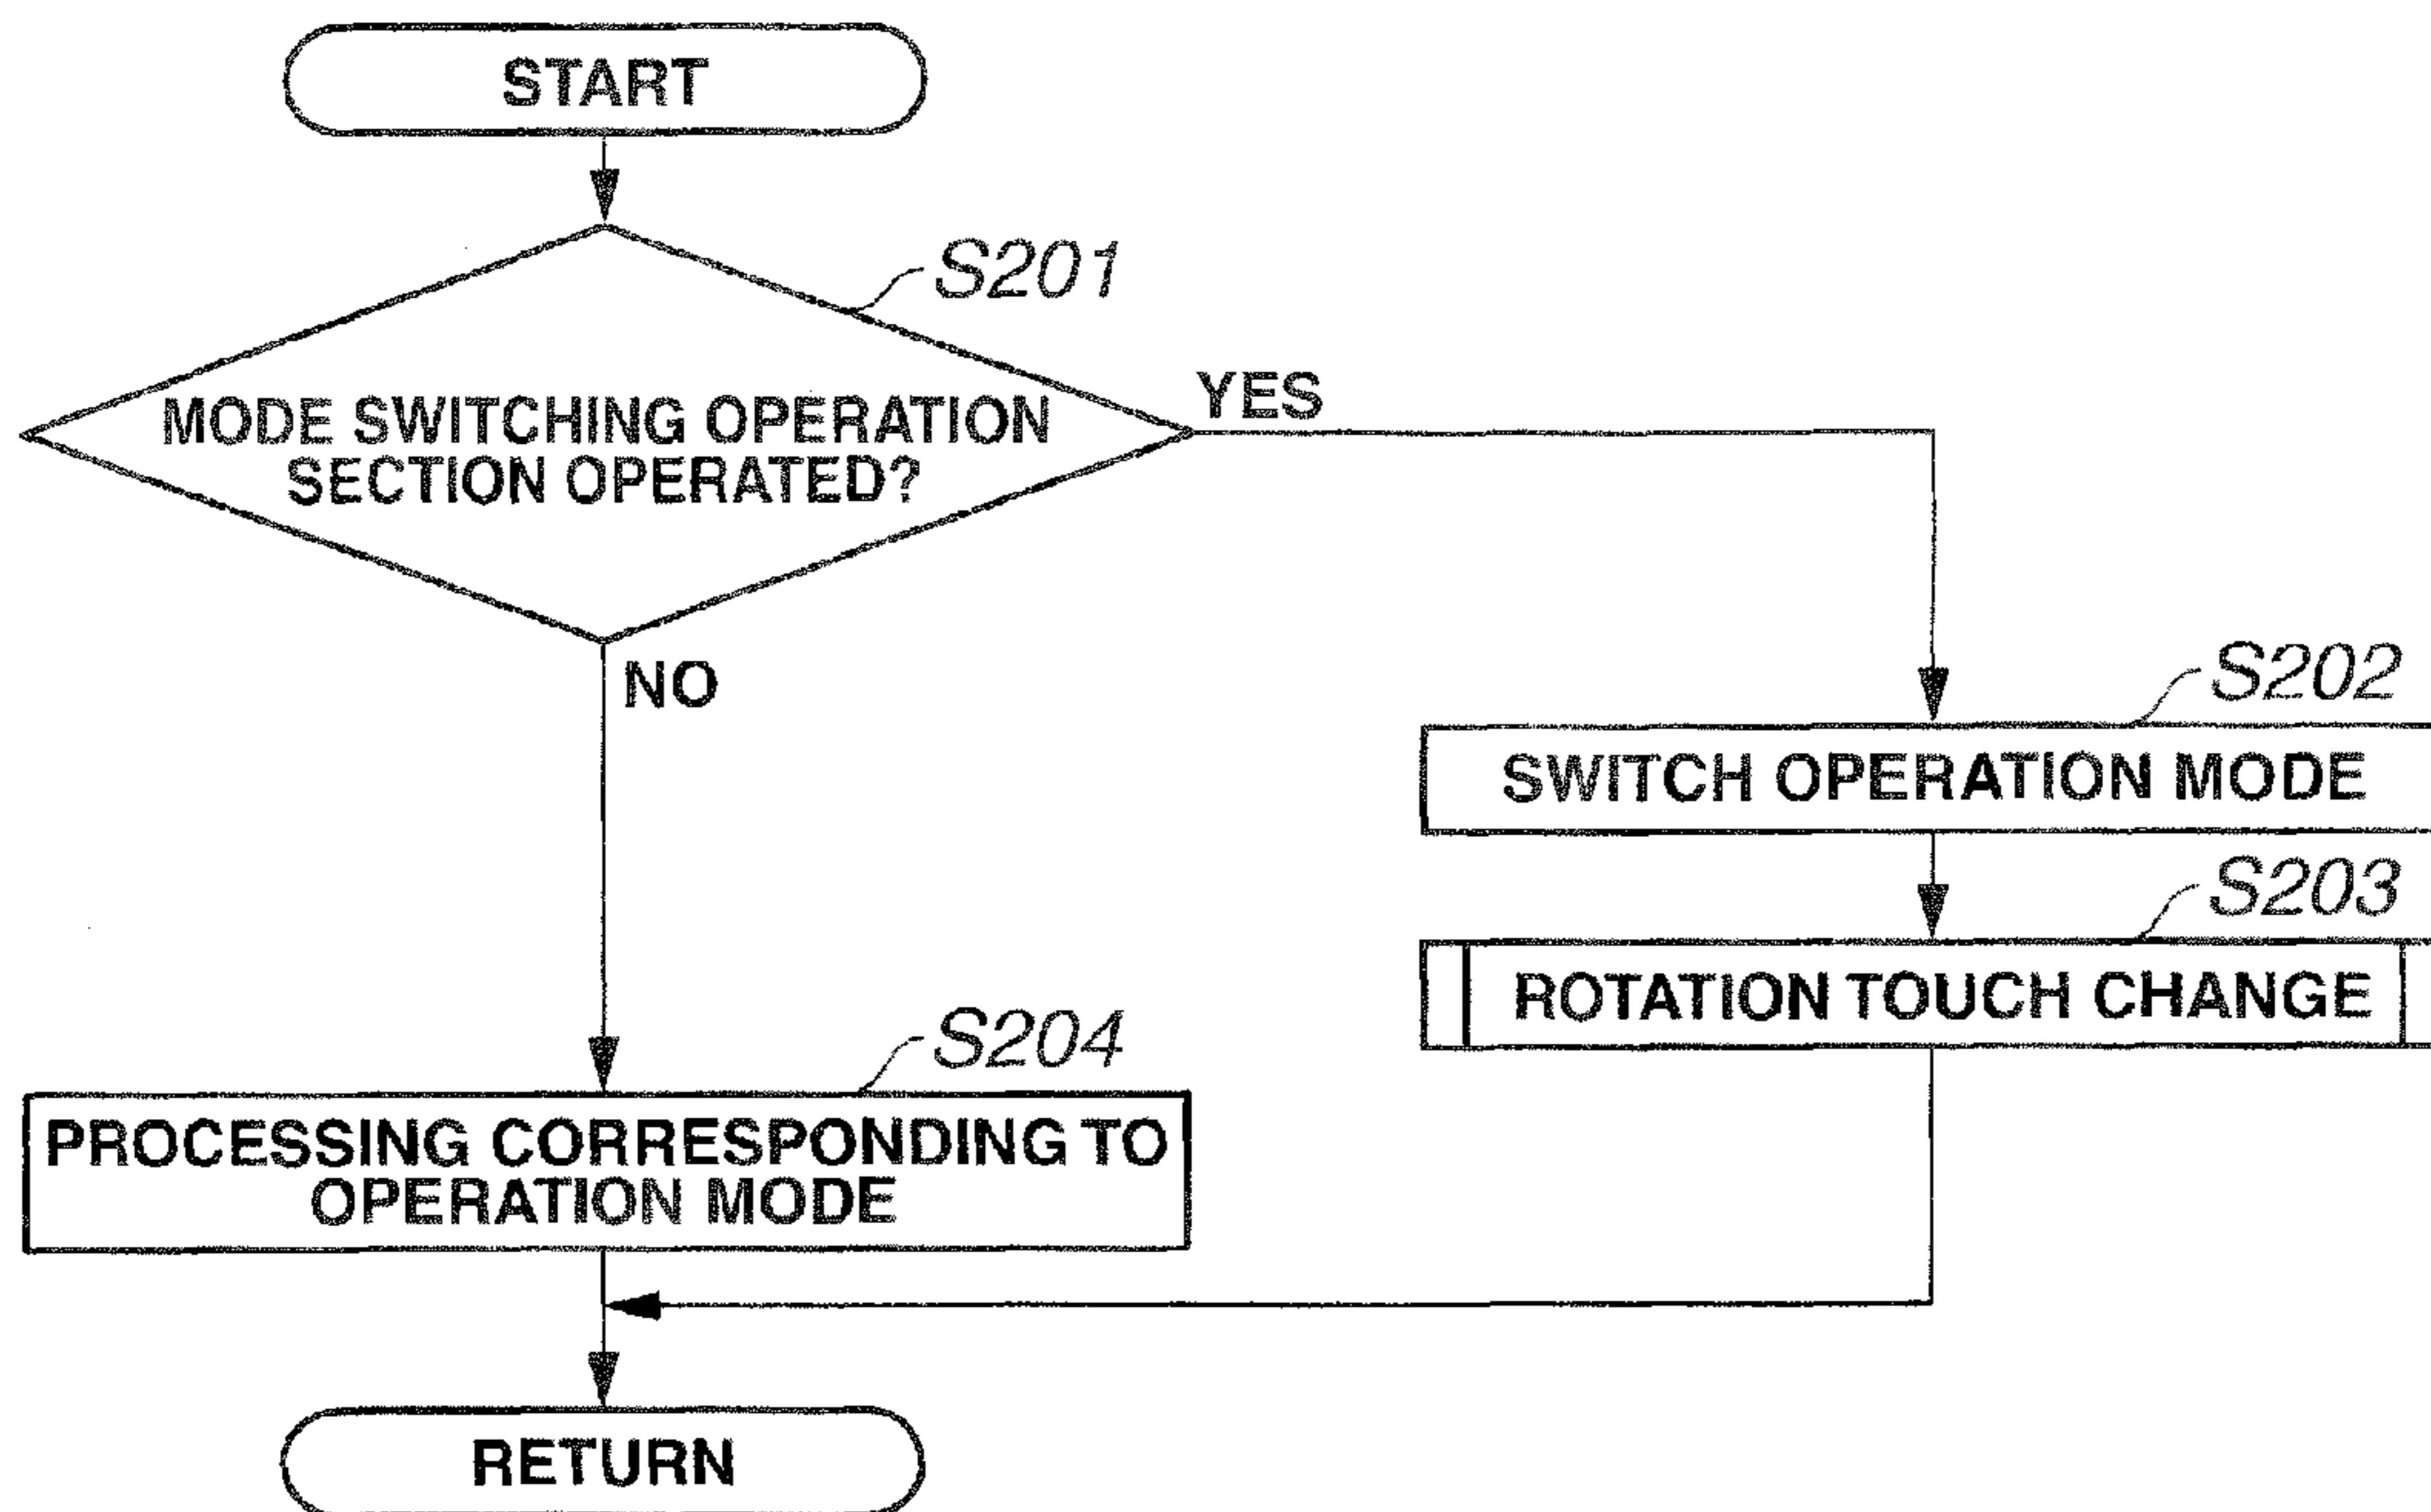 START
S201
MODE SWITCHING OPERATION
SECTION OPERATED?
YES
NO
S202
SWITCH OPERATION MODE
S203
ROTATION TOUCH CHANGE
S204
PROCESSING CORRESPONDING TO
OPERATION MODE
RETURN